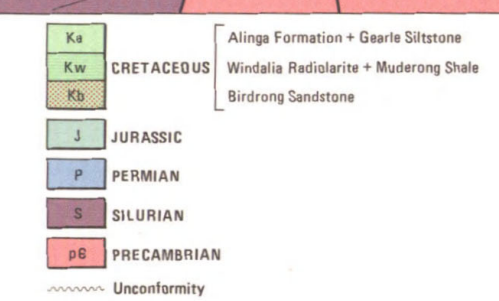 Ka Alinga Formation + Gearle Siltstone
Kw CRETACEOUS Windalia Radiolarite + Muderong Shale
Kb Birdrong Sandstone
J JURASSIC
P PERMIAN
S SILURIAN
pꞒ PRECAMBRIAN
Unconformity